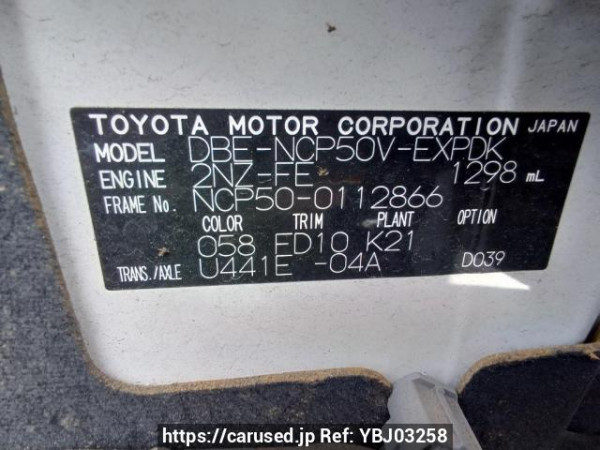 TOYOTA MOTOR CORPORATION JAPAN
MODEL DBE-NCP50V-EXPDK
ENGINE 2NZ-FE 1298 mL
FRAME No. NCP50-0112866
COLOR TRIM PLANT OPTION
058 FD10 K21
TRANS./AXLE U441E -04A D039
https://carused.jp Ref: YBJ03258